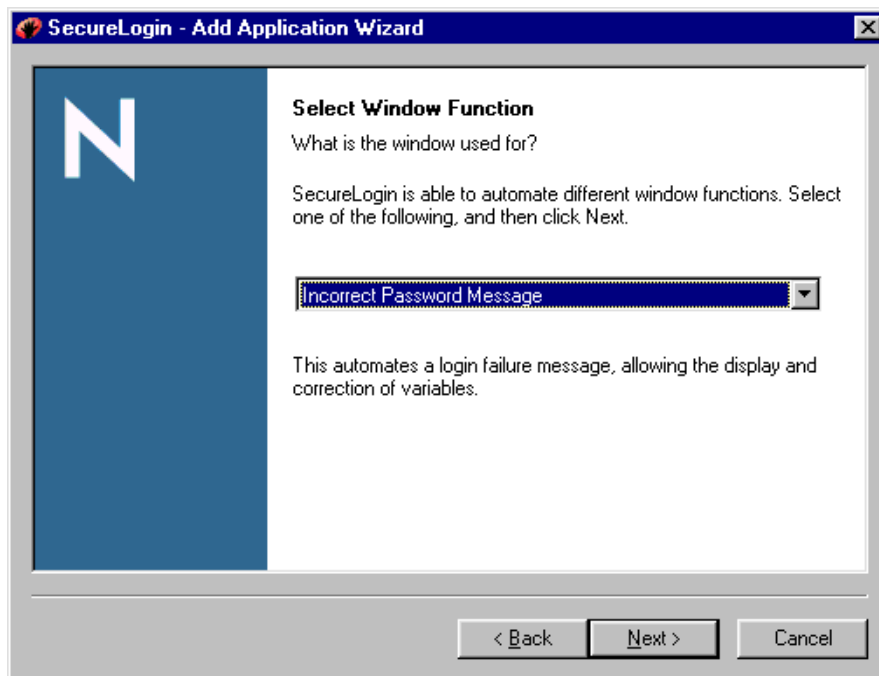 SecureLogin - Add Application Wizard
N
Select Window Function
What is the window used for?
SecureLogin is able to automate different window functions. Select
one of the following, and then click Next.
Incorrect Password Message
This automates a login failure message, allowing the display and
correction of variables.
< Back Next > Cancel